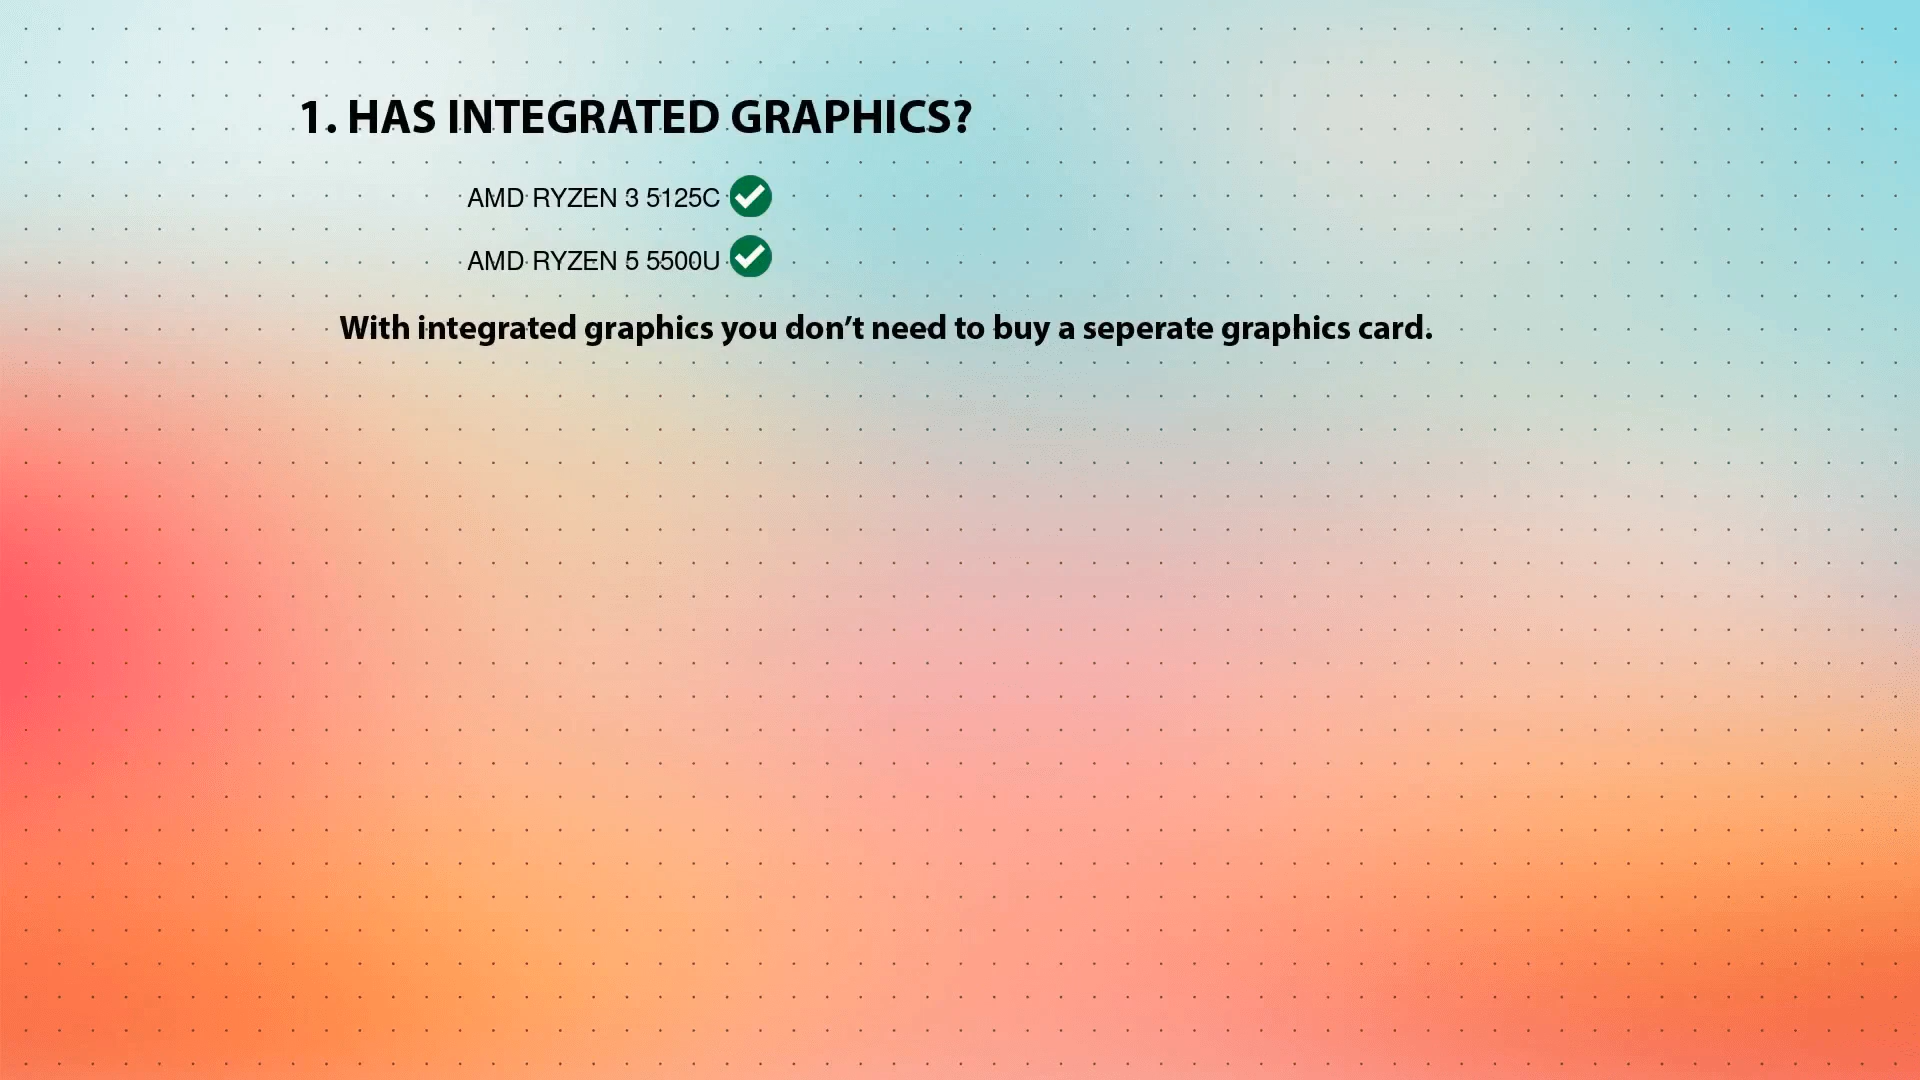 1. HAS INTEGRATED GRAPHICS?
AMD RYZEN 3 5125C
AMD RYZEN 5 5500U
With integrated graphics you don’t need to buy a seperate graphics card.